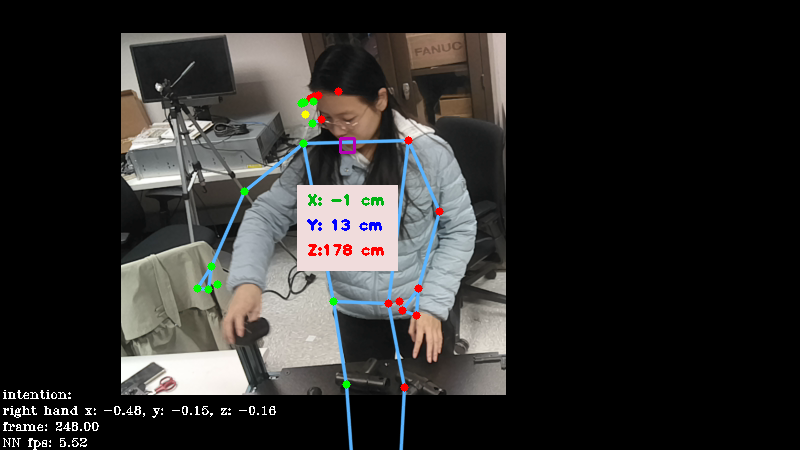 FANUC
X: -1 cm
Y: 13 cm
Z:178 cm
intention:
right hand x: -0.48, y: -0.15, z: -0.16
frame: 248.00
NN fps: 5.52